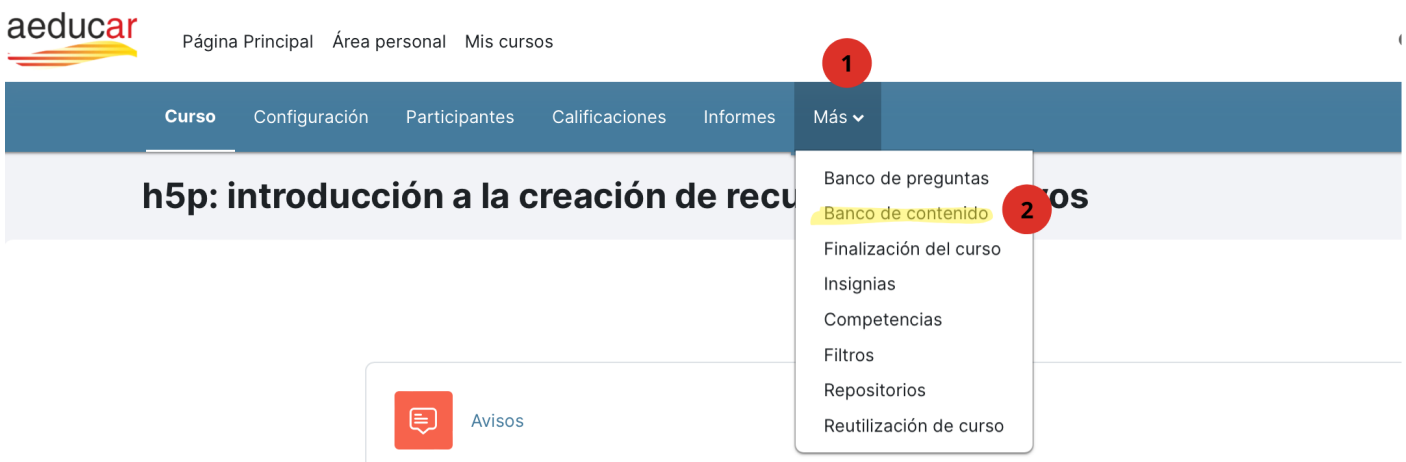 aeducar
Página Principal Área personal Mis cursos
1
Curso Configuración Participantes Calificaciones Informes Más
Banco de preguntas
h5p: introducción a la creación de recu os
Banco de contenido 2
Finalización del curso
Insignias
Competencias
Filtros
Repositorios
Avisos
Reutilización de curso